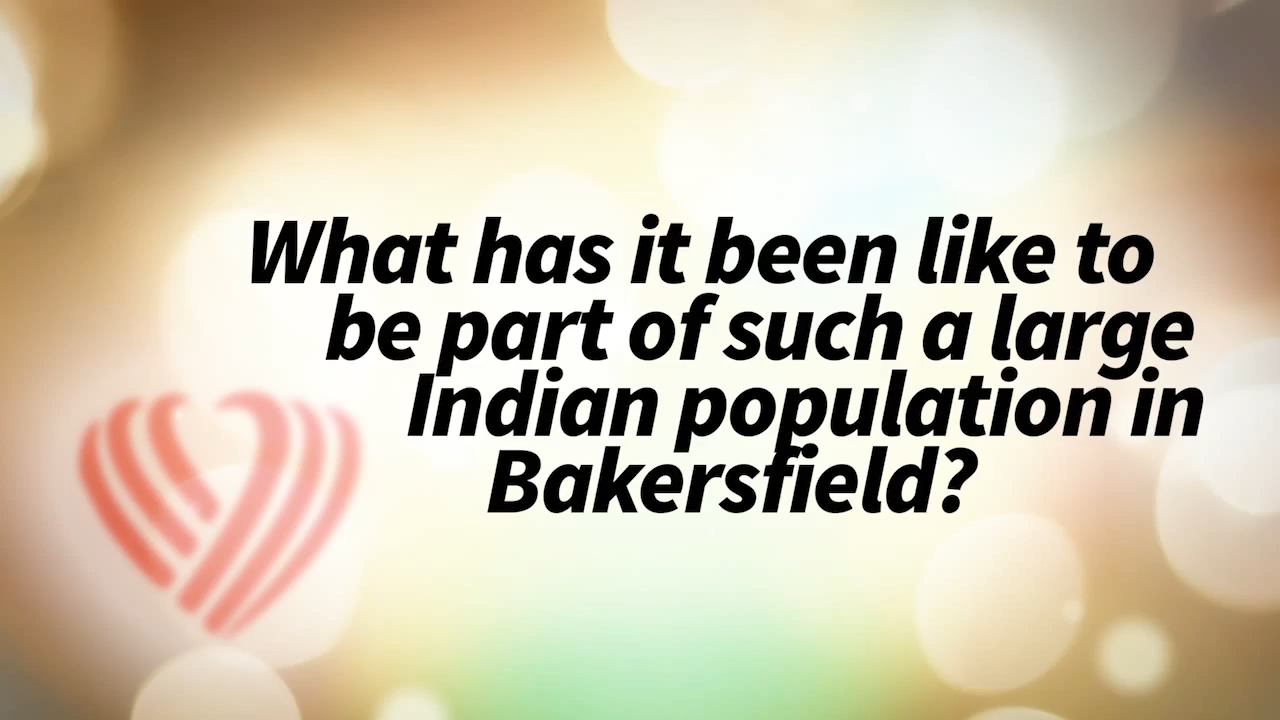 What has it been like to
be part of such a large
Indian population in
Bakersfield?